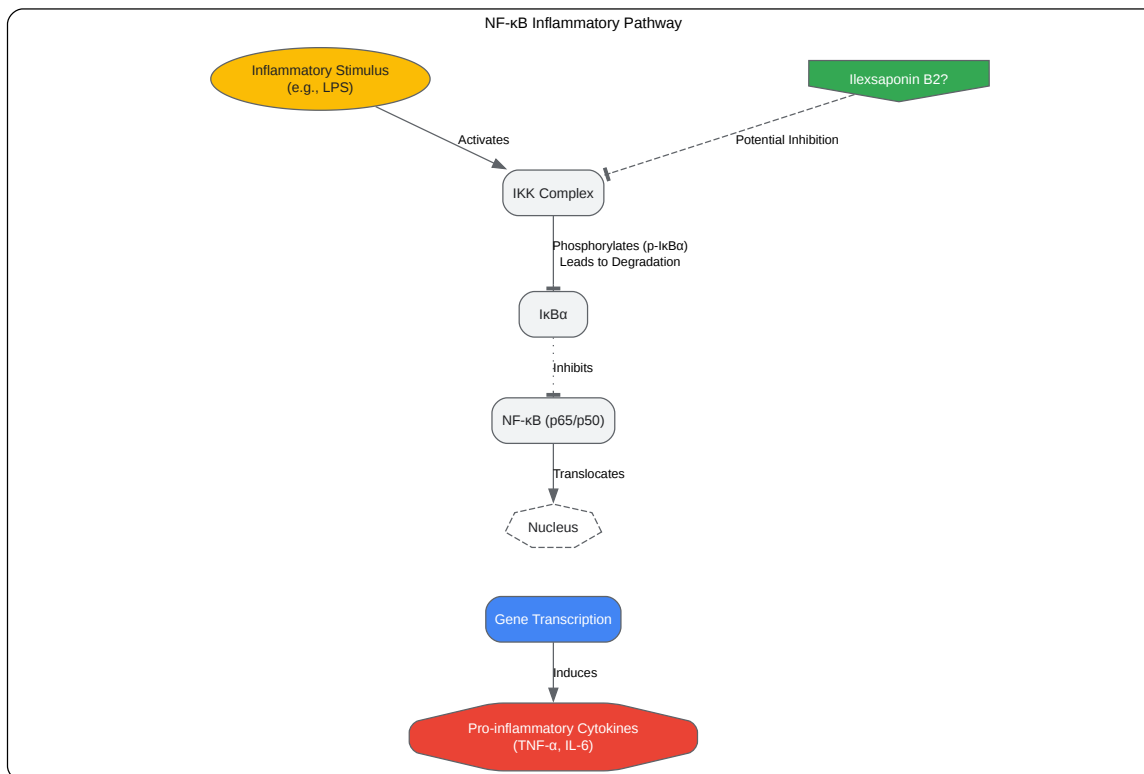 NF-κB Inflammatory Pathway
Inflammatory Stimulus
(e.g., LPS)
Ilexsaponin B2?
Activates
Potential Inhibition
IKK Complex
Phosphorylates (p-IκBα)
Leads to Degradation
IκBα
Inhibits
NF-κB (p65/p50)
Translocates
Nucleus
Gene Transcription
Induces
Pro-inflammatory Cytokines
(TNF-α, IL-6)